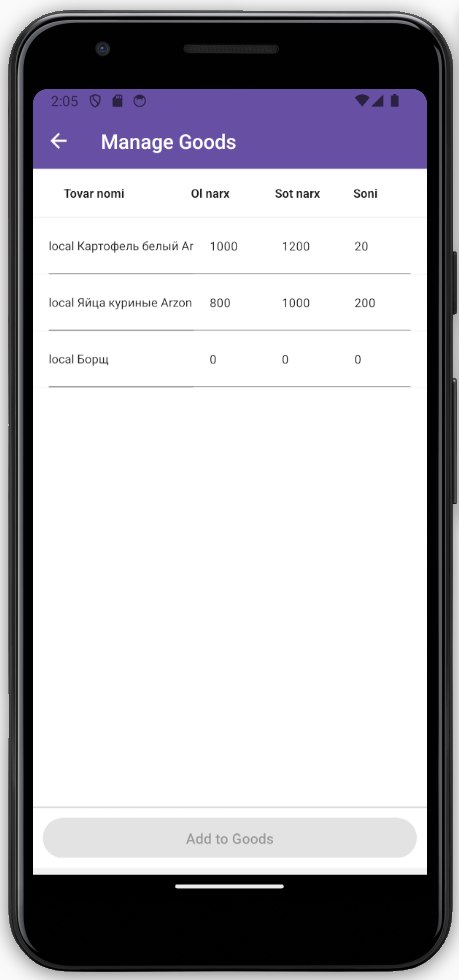 2:05
Manage Goods
Tovar nomi Ol narx Sot narx Soni
local Картофель белый Ar 1000 1200 20
local Яйца куриные Arzon 800 1000 200
local Борщ 0 0 0
Add to Goods